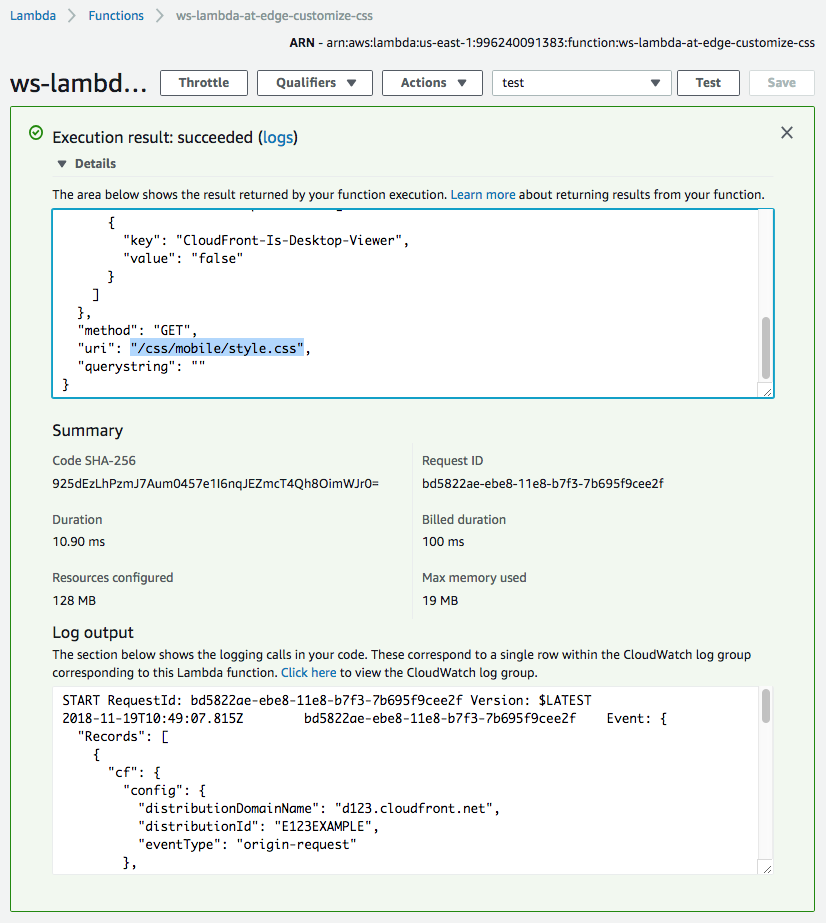 Lambda > Functions > ws-lambda-at-edge-customize-css
ARN - arn:aws:lambda:us-east-1:996240091383:function:ws-lambda-at-edge-customize-css
ws-lambd... Throttle Qualifiers Actions test Test Save
Execution result: succeeded (logs)
Details
The area below shows the result returned by your function execution. Learn more about returning results from your function.
{
"key": "CloudFront-Is-Desktop-Viewer",
"value": "false"
}
]
},
"method": "GET",
"uri": "/css/mobile/style.css",
"querystring": ""
}
Summary
Code SHA-256 Request ID
925dEzLhPzmJ7Aum0457e1I6nqJEZmcT4Qh8OimWJr0= bd5822ae-ebe8-11e8-b7f3-7b695f9cee2f
Duration Billed duration
10.90 ms 100 ms
Resources configured Max memory used
128 MB 19 MB
Log output
The section below shows the logging calls in your code. These correspond to a single row within the CloudWatch log group
corresponding to this Lambda function. Click here to view the CloudWatch log group.
START RequestId: bd5822ae-ebe8-11e8-b7f3-7b695f9cee2f Version: $LATEST
2018-11-19T10:49:07.815Z bd5822ae-ebe8-11e8-b7f3-7b695f9cee2f Event: {
"Records": [
{
"cf": {
"config": {
"distributionDomainName": "d123.cloudfront.net",
"distributionId": "E123EXAMPLE",
"eventType": "origin-request"
},